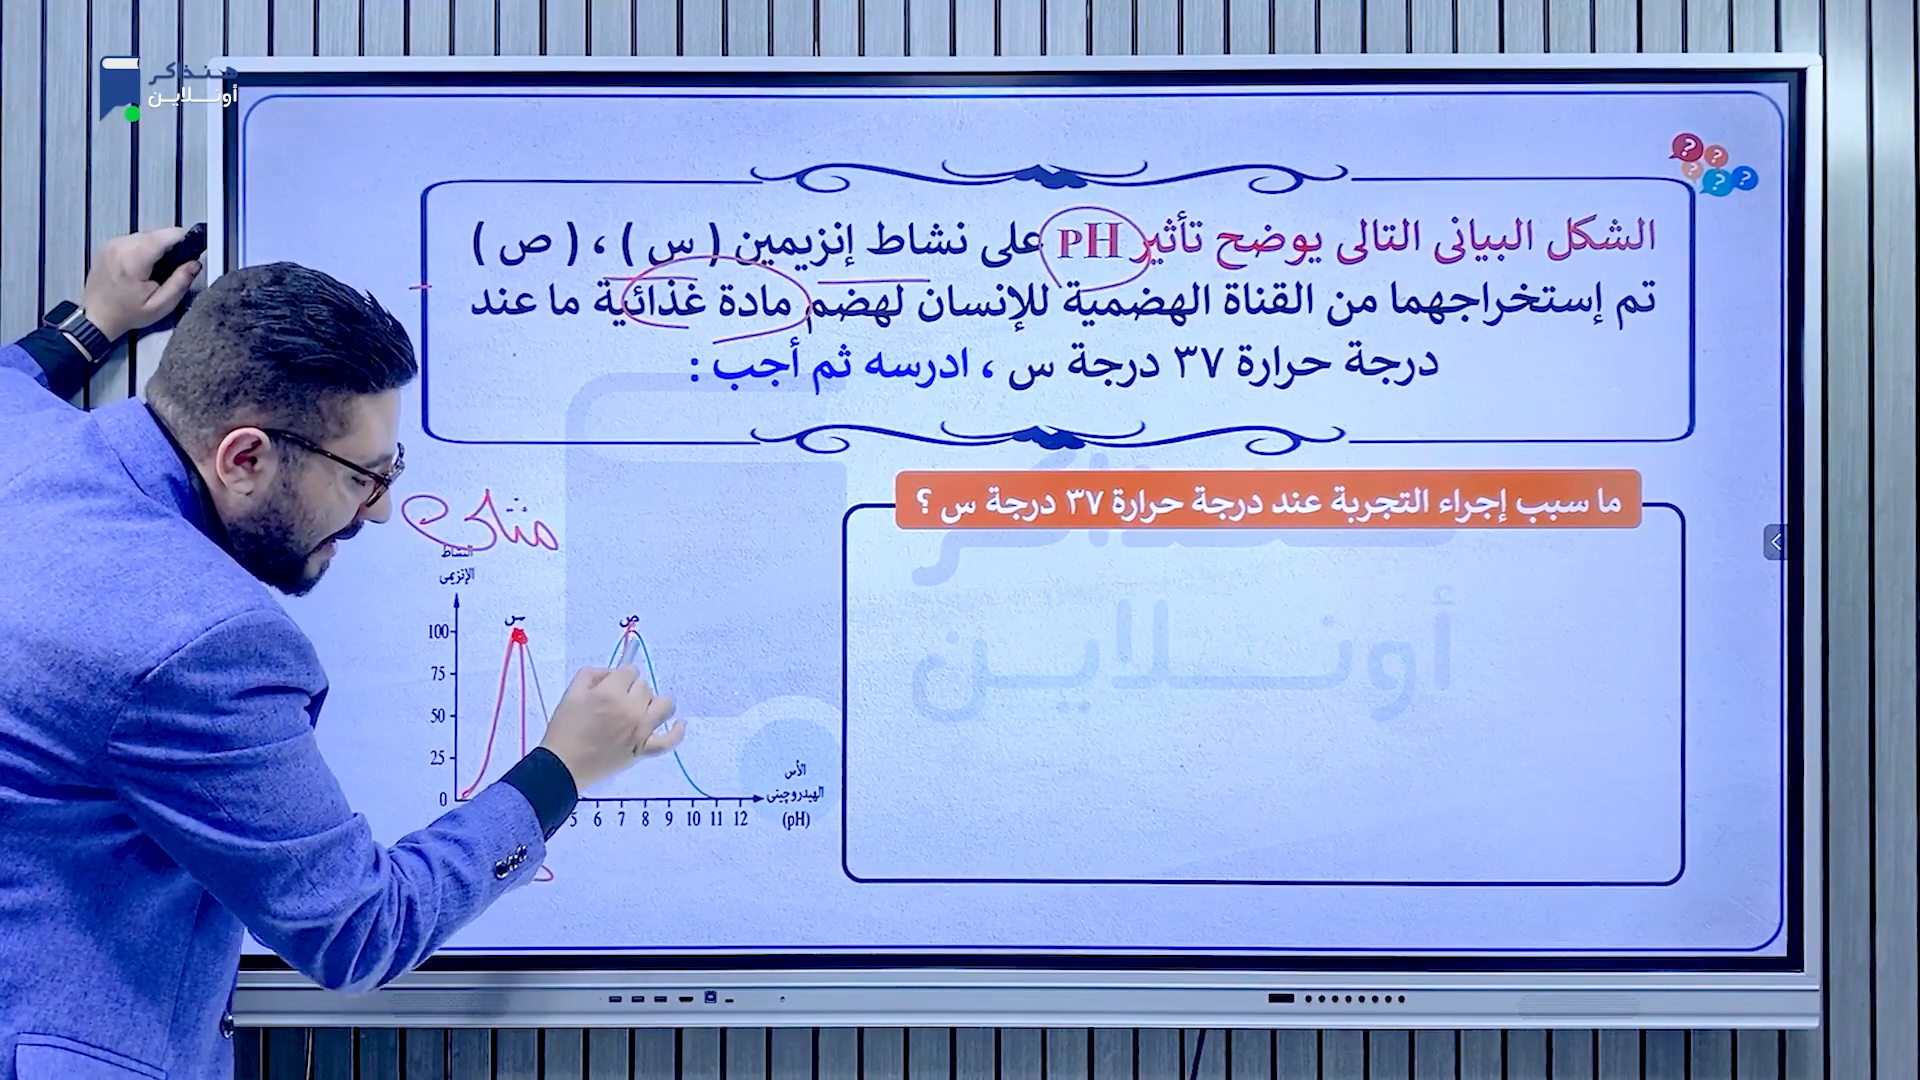 هنذاكر
أونلاين
الشكل البيانى التالى يوضح تأثير pH على نشاط إنزيمين ( س ) ، ( ص )
تم إستخراجهما من القناة الهضمية للإنسان لهضم مادة غذائية ما عند
درجة حرارة ٣٧ درجة س ، ادرسه ثم أجب :
ما سبب إجراء التجربة عند درجة حرارة ٣٧ درجة س ؟
مثلى
النشاط
الإنزيمى
س
ص
100
75
50
25
0
5 6 7 8 9 10 11 12
الأس
الهيدروچينى
(pH)
أونلاين